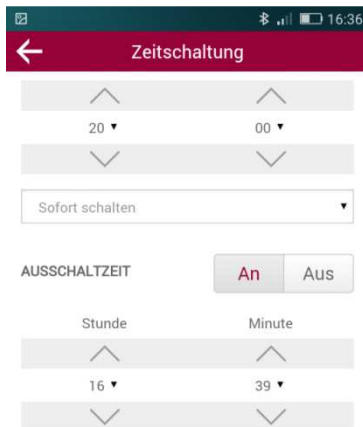 16:36
Zeitschaltung
20 00
Sofort schalten
AUSSCHALTZEIT An Aus
Stunde Minute
16 39